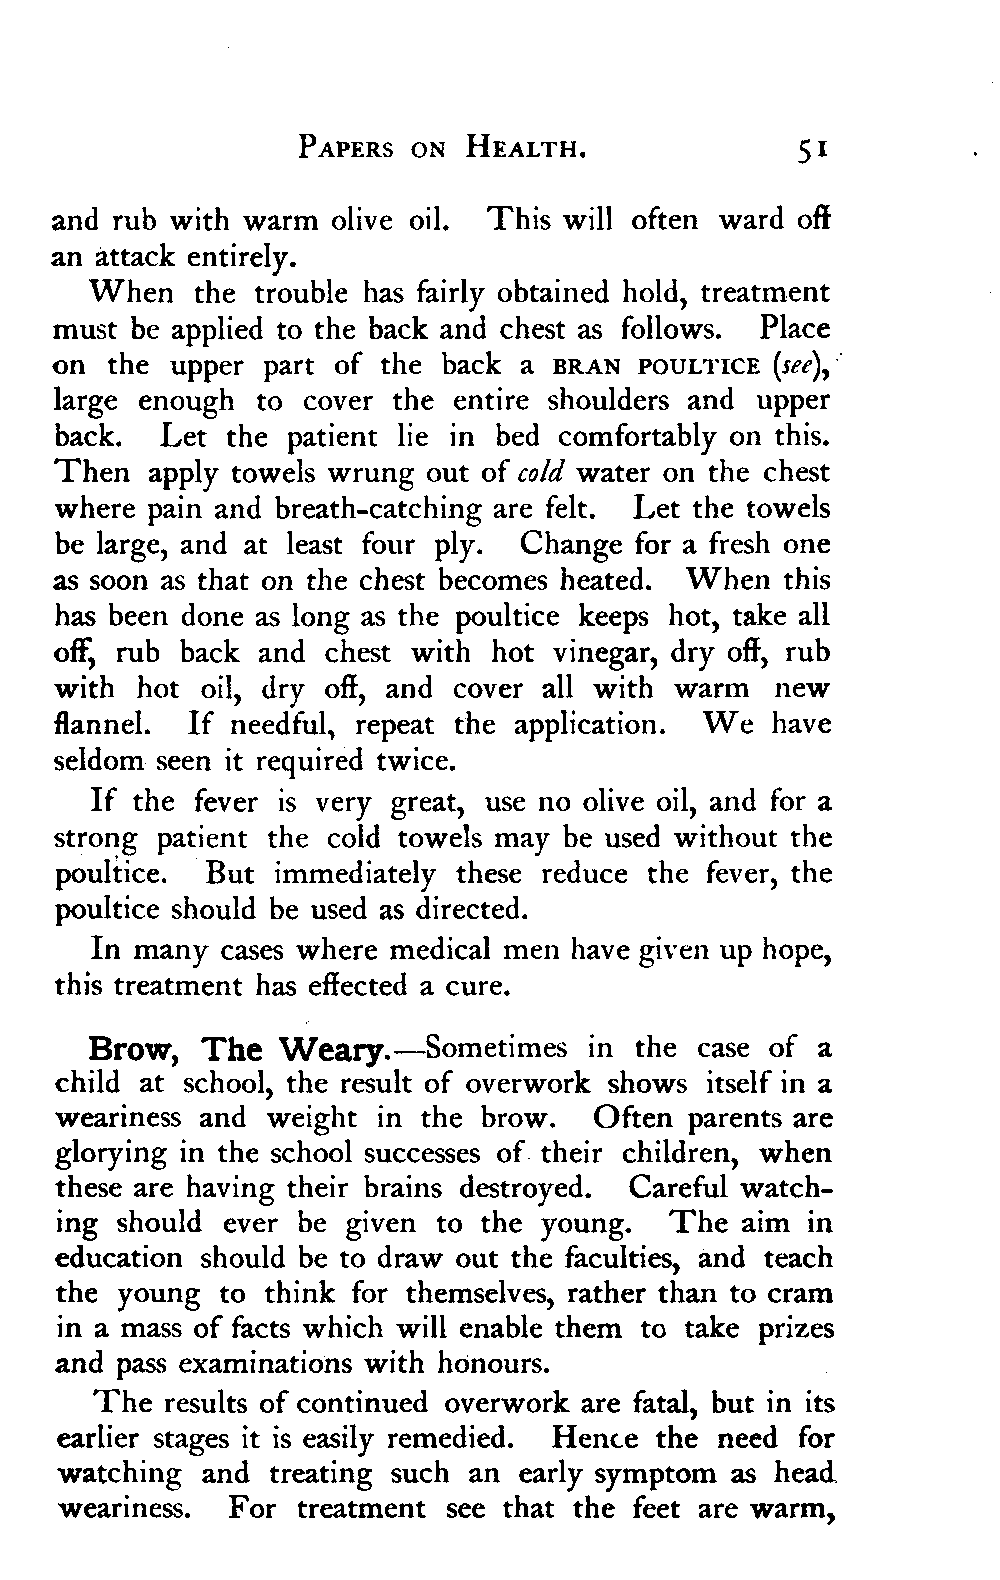 PAPERS ON HEALTH. 51
and rub with warm olive oil. This will often ward off
an attack entirely.
When the trouble has fairly obtained hold, treatment
must be applied to the back and chest as follows. Place
on the upper part of the back a BRAN POULTICE (see),
large enough to cover the entire shoulders and upper
back. Let the patient lie in bed comfortably on this.
Then apply towels wrung out of cold water on the chest
where pain and breath-catching are felt. Let the towels
be large, and at least four ply. Change for a fresh one
as soon as that on the chest becomes heated. When this
has been done as long as the poultice keeps hot, take all
off, rub back and chest with hot vinegar, dry off, rub
with hot oil, dry off, and cover all with warm new
flannel. If needful, repeat the application. We have
seldom seen it required twice.
If the fever is very great, use no olive oil, and for a
strong patient the cold towels may be used without the
poultice. But immediately these reduce the fever, the
poultice should be used as directed.
In many cases where medical men have given up hope,
this treatment has effected a cure.
Brow, The Weary.—Sometimes in the case of a
child at school, the result of overwork shows itself in a
weariness and weight in the brow. Often parents are
glorying in the school successes of their children, when
these are having their brains destroyed. Careful watch-
ing should ever be given to the young. The aim in
education should be to draw out the faculties, and teach
the young to think for themselves, rather than to cram
in a mass of facts which will enable them to take prizes
and pass examinations with honours.
The results of continued overwork are fatal, but in its
earlier stages it is easily remedied. Hence the need for
watching and treating such an early symptom as head
weariness. For treatment see that the feet are warm,